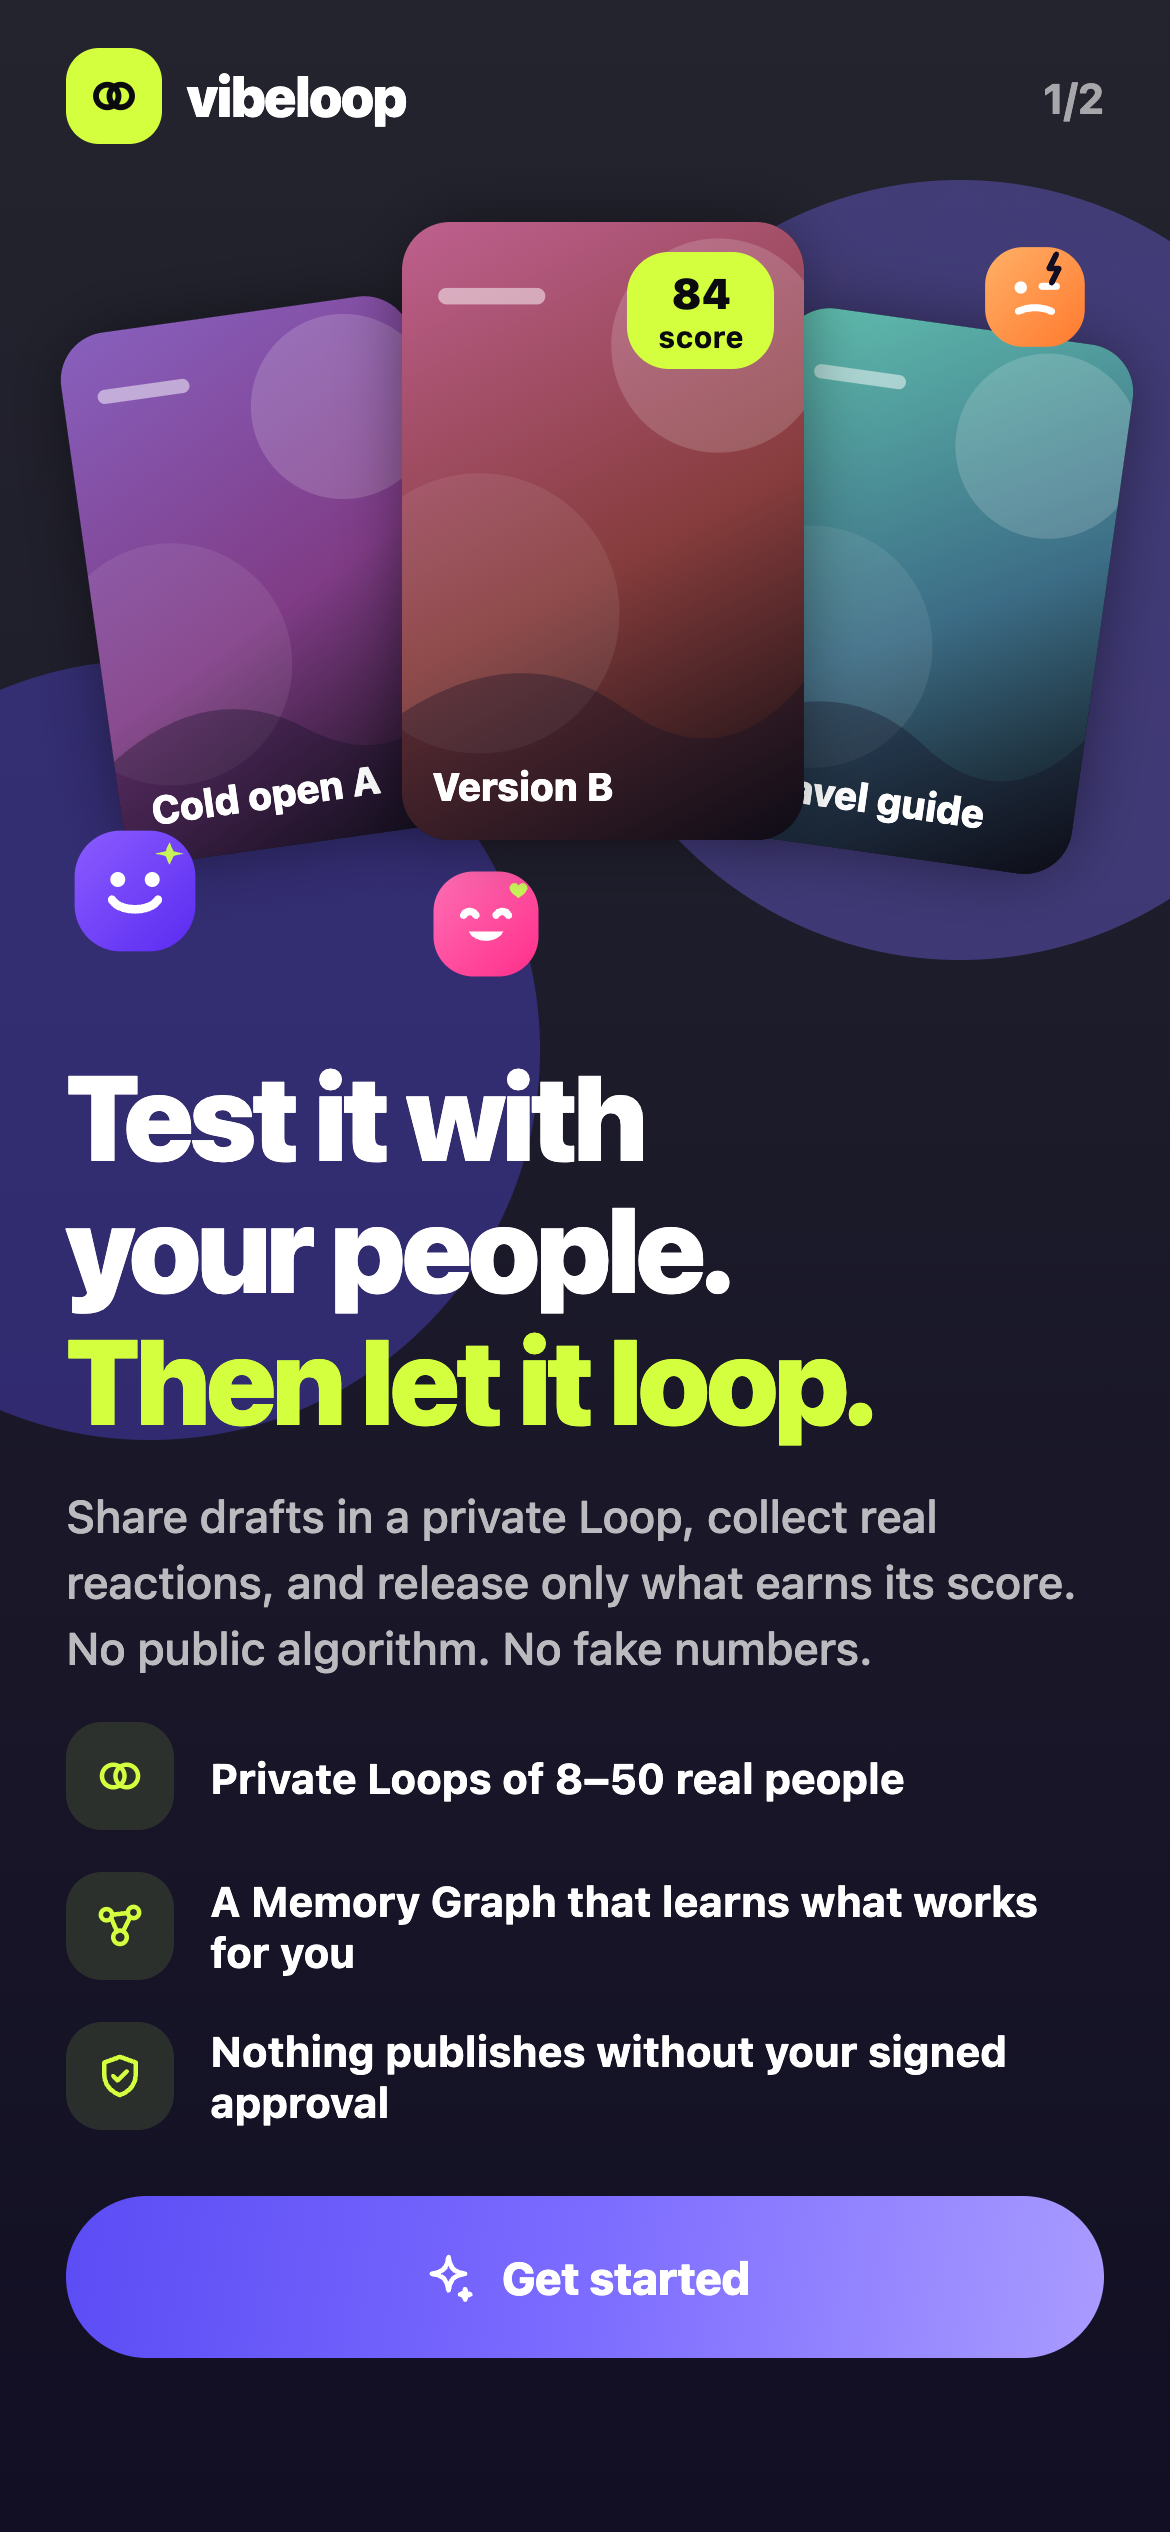 vibeloop
1/2
84
score
Cold open A
Version B
avel guide
Test it with
your people.
Then let it loop.
Share drafts in a private Loop, collect real
reactions, and release only what earns its score.
No public algorithm. No fake numbers.
Private Loops of 8–50 real people
A Memory Graph that learns what works
for you
Nothing publishes without your signed
approval
Get started